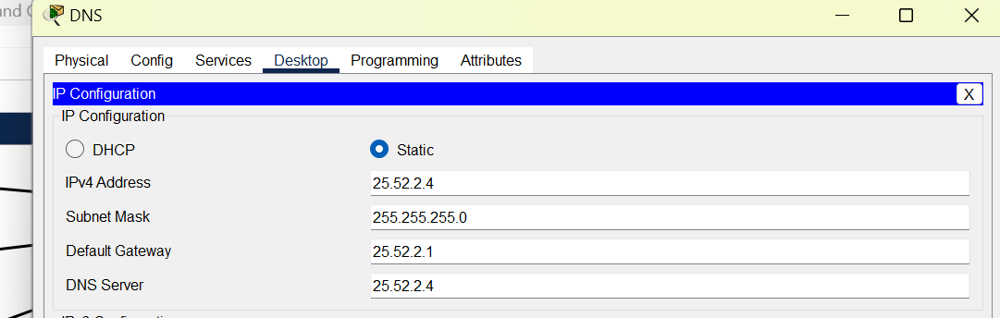 and C
DNS
Physical Config Services Desktop Programming Attributes
IP Configuration X
IP Configuration
DHCP Static
IPv4 Address 25.52.2.4
Subnet Mask 255.255.255.0
Default Gateway 25.52.2.1
DNS Server 25.52.2.4